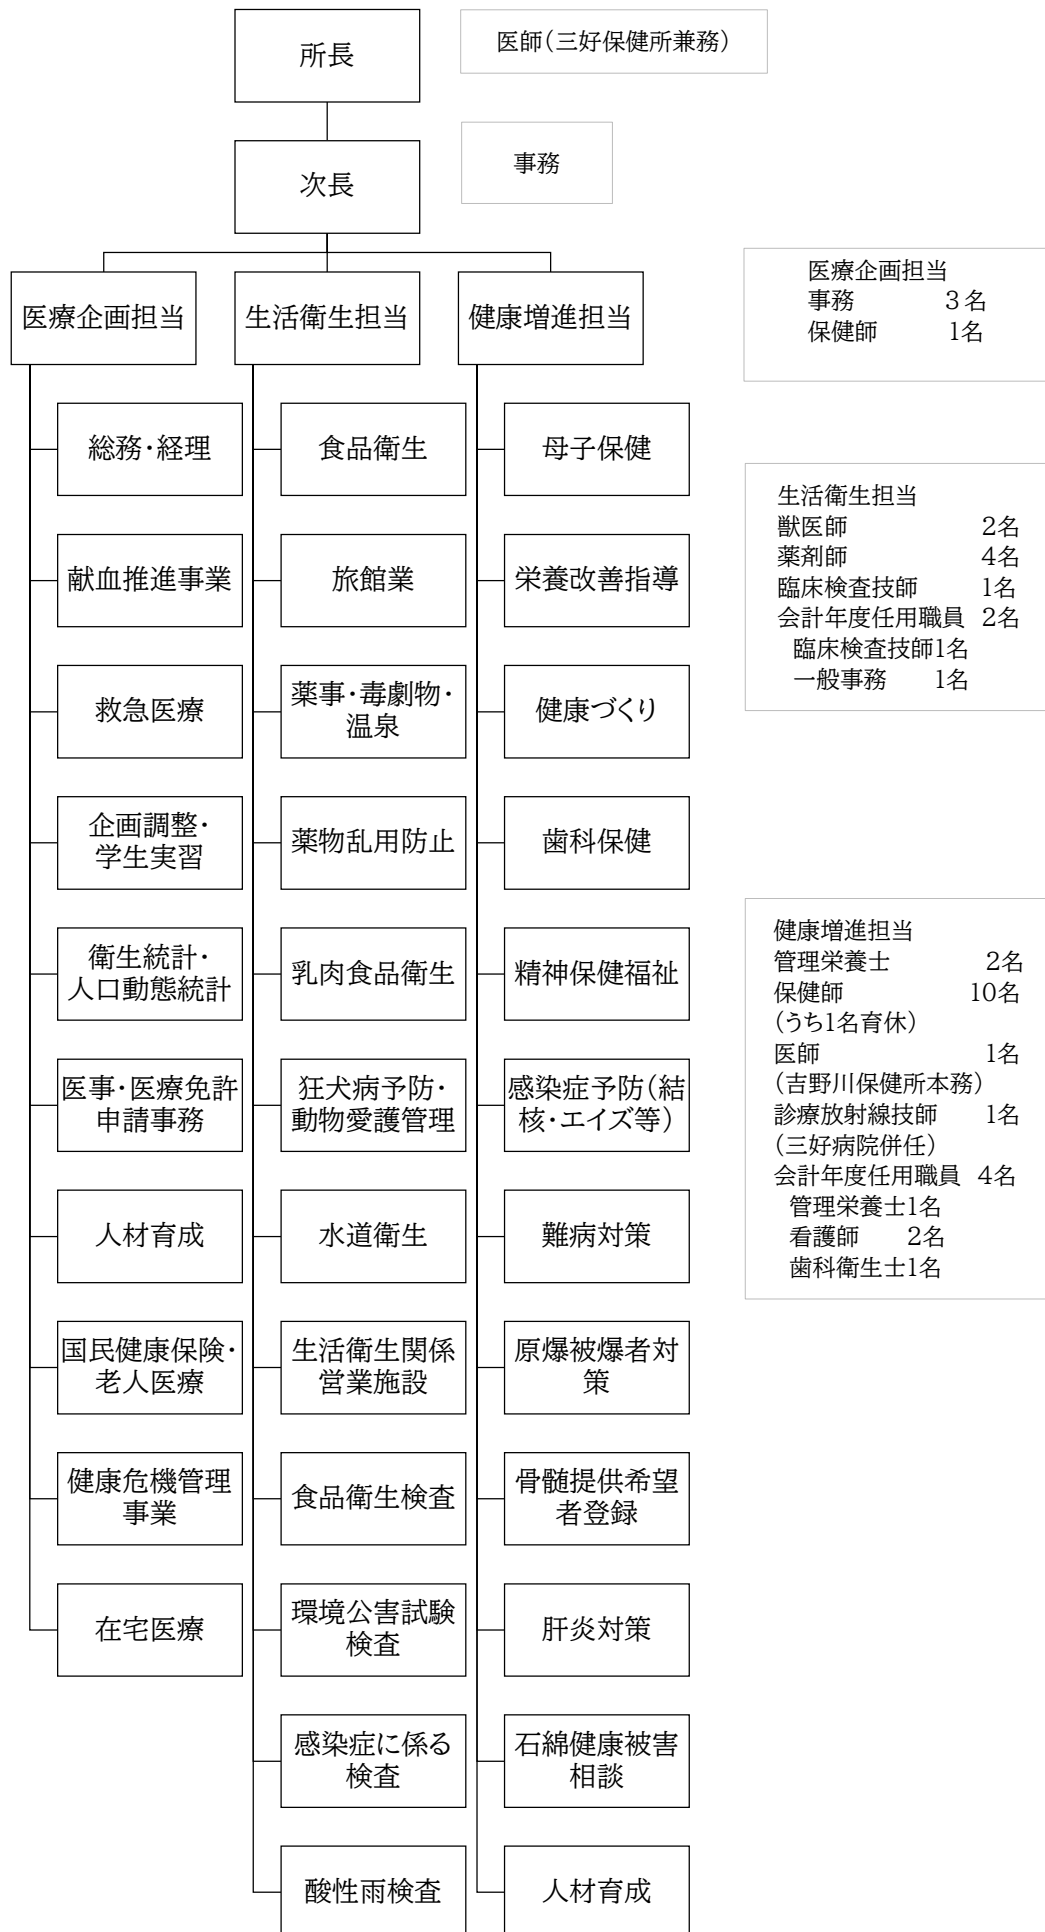 所長
医師(三好保健所兼務)
次長
事務
医療企画担当
生活衛生担当
健康増進担当
総務・経理
献血推進事業
救急医療
企画調整・
学生実習
衛生統計・
人口動態統計
医事・医療免許
申請事務
人材育成
国民健康保険・
老人医療
健康危機管理
事業
在宅医療
食品衛生
旅館業
薬事・毒劇物・
温泉
薬物乱用防止
乳肉食品衛生
狂犬病予防・
動物愛護管理
水道衛生
生活衛生関係
営業施設
食品衛生検査
環境公害試験
検査
感染症に係る
検査
酸性雨検査
母子保健
栄養改善指導
健康づくり
歯科保健
精神保健福祉
感染症予防(結
核・エイズ等)
難病対策
原爆被爆者対
策
骨髄提供希望
者登録
肝炎対策
石綿健康被害
相談
人材育成
医療企画担当
事務 3名
保健師 1名
生活衛生担当
獣医師 2名
薬剤師 4名
臨床検査技師 1名
会計年度任用職員 2名
臨床検査技師1名
一般事務 1名
健康増進担当
管理栄養士 2名
保健師 10名
(うち1名育休)
医師 1名
(吉野川保健所本務)
診療放射線技師 1名
(三好病院併任)
会計年度任用職員 4名
管理栄養士1名
看護師 2名
歯科衛生士1名